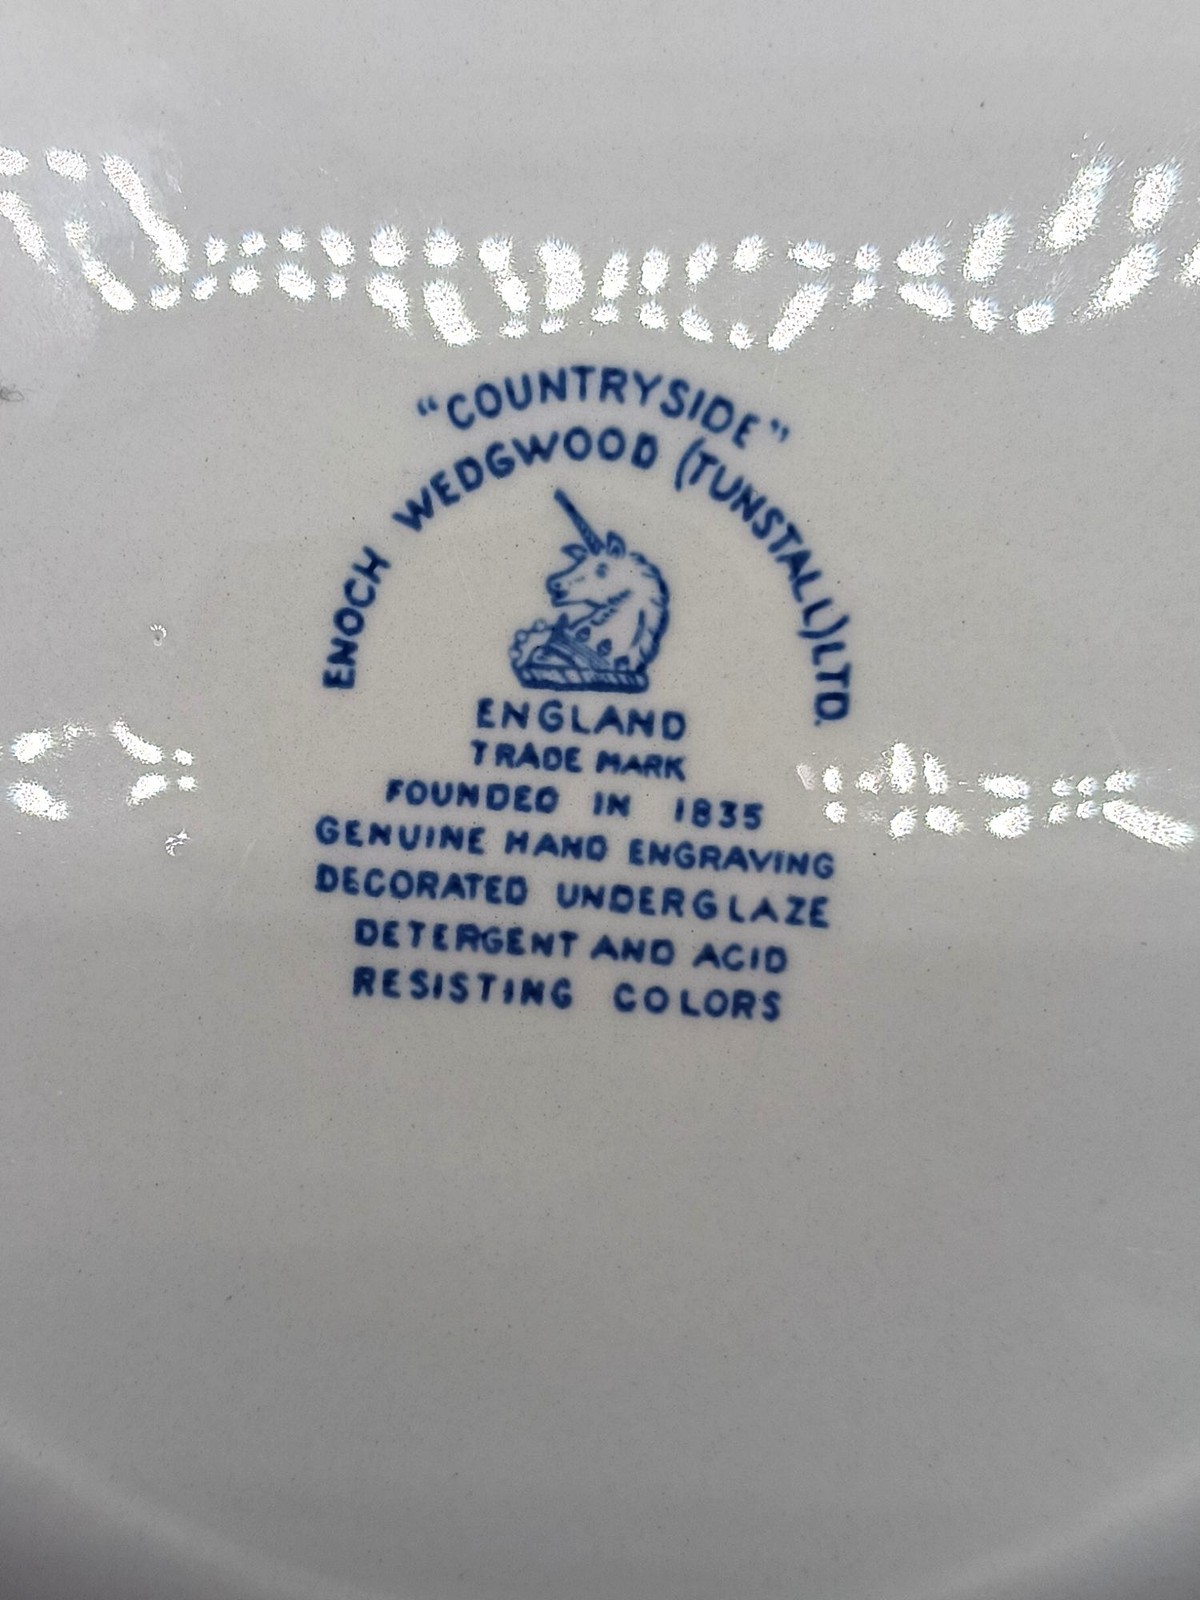 "COUNTRYSIDE"
ENOCH WEDGWOOD (TUNSTALL) LTD.
ENGLAND
TRADE MARK
FOUNDED IN 1835
GENUINE HAND ENGRAVING
DECORATED UNDERGLAZE
DETERGENT AND ACID
RESISTING COLORS